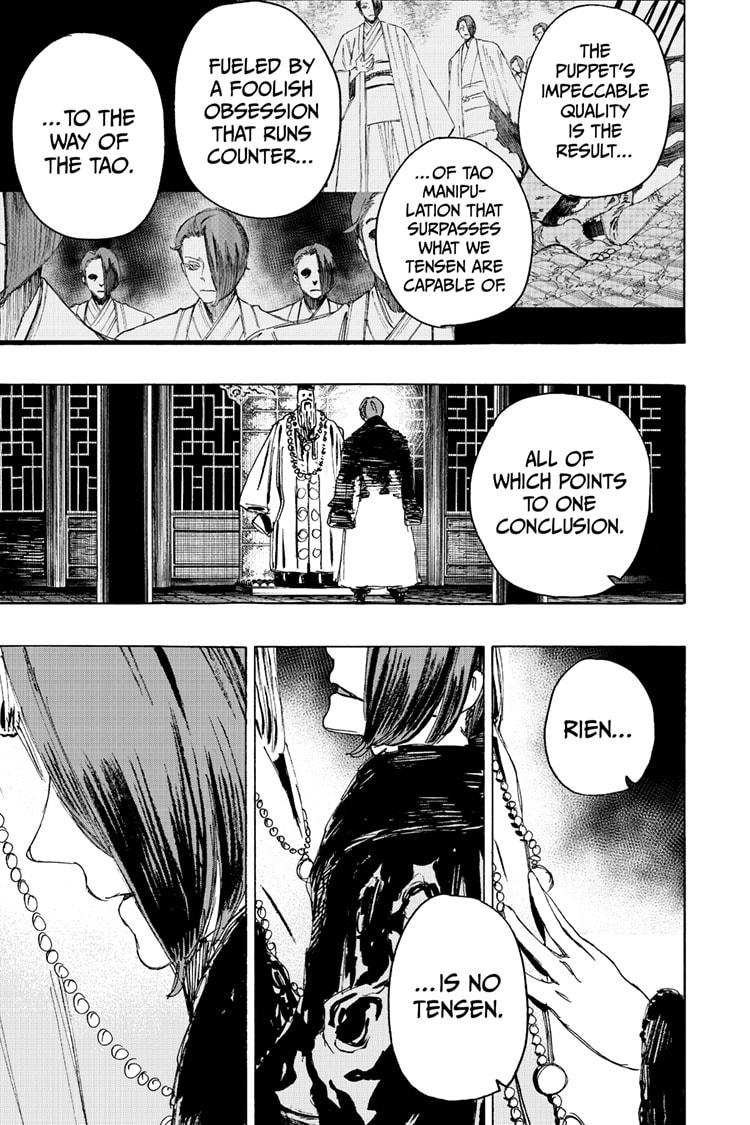 THE
PUPPET'S
IMPECCABLE
QUALITY
IS THE
RESULT...
...OF TAO
MANIPU-
LATION THAT
SURPASSES
WHAT WE
TENSEN ARE
CAPABLE OF.
FUELED BY
A FOOLISH
OBSESSION
THAT RUNS
COUNTER...
...TO THE
WAY OF
THE TAO.
ALL OF
WHICH POINTS
TO ONE
CONCLUSION.
RIEN...
...IS NO
TENSEN.